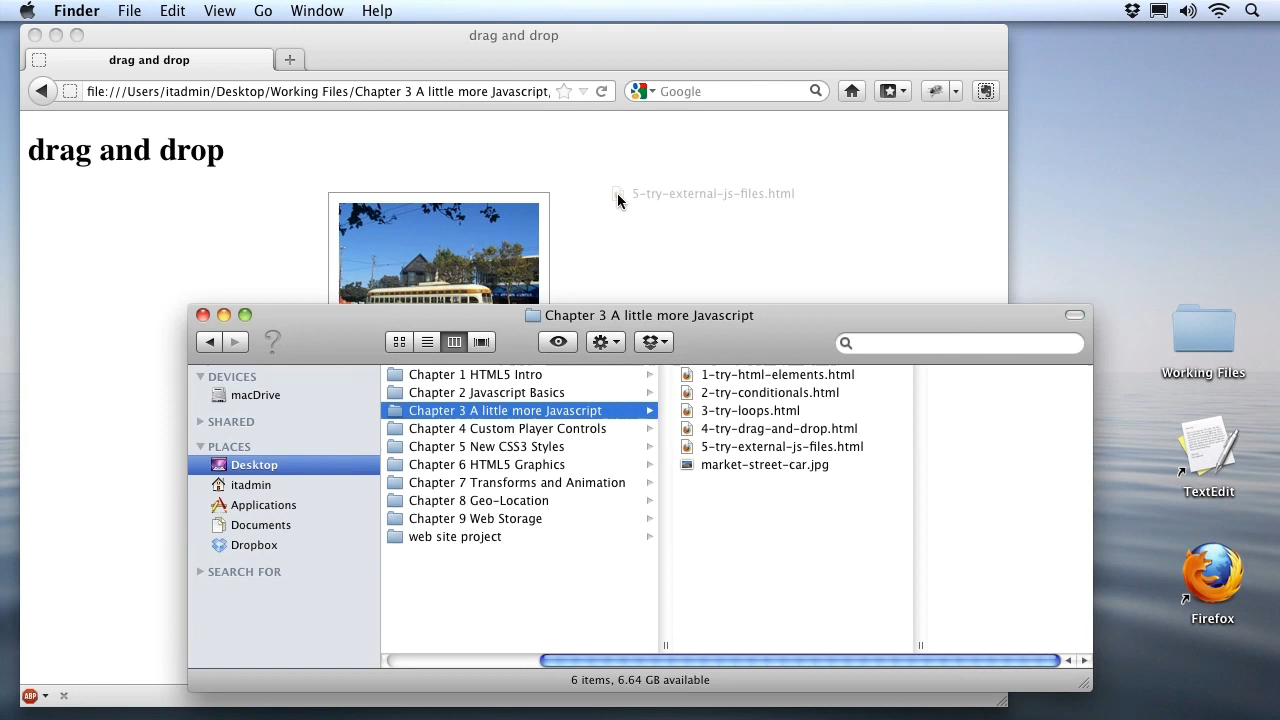 Finder File Edit View Go Window Help
drag and drop
drag and drop
file:///Users/itadmin/Desktop/Working Files/Chapter 3 A little more Javascript,
Google
drag and drop
5-try-external-js-files.html
Chapter 3 A little more Javascript
DEVICES
macDrive
SHARED
PLACES
Desktop
itadmin
Applications
Documents
Dropbox
SEARCH FOR
Chapter 1 HTML5 Intro
Chapter 2 Javascript Basics
Chapter 3 A little more Javascript
Chapter 4 Custom Player Controls
Chapter 5 New CSS3 Styles
Chapter 6 HTML5 Graphics
Chapter 7 Transforms and Animation
Chapter 8 Geo-Location
Chapter 9 Web Storage
web site project
1-try-html-elements.html
2-try-conditionals.html
3-try-loops.html
4-try-drag-and-drop.html
5-try-external-js-files.html
market-street-car.jpg
6 items, 6.64 GB available
Working Files
TextEdit
Firefox
ABP